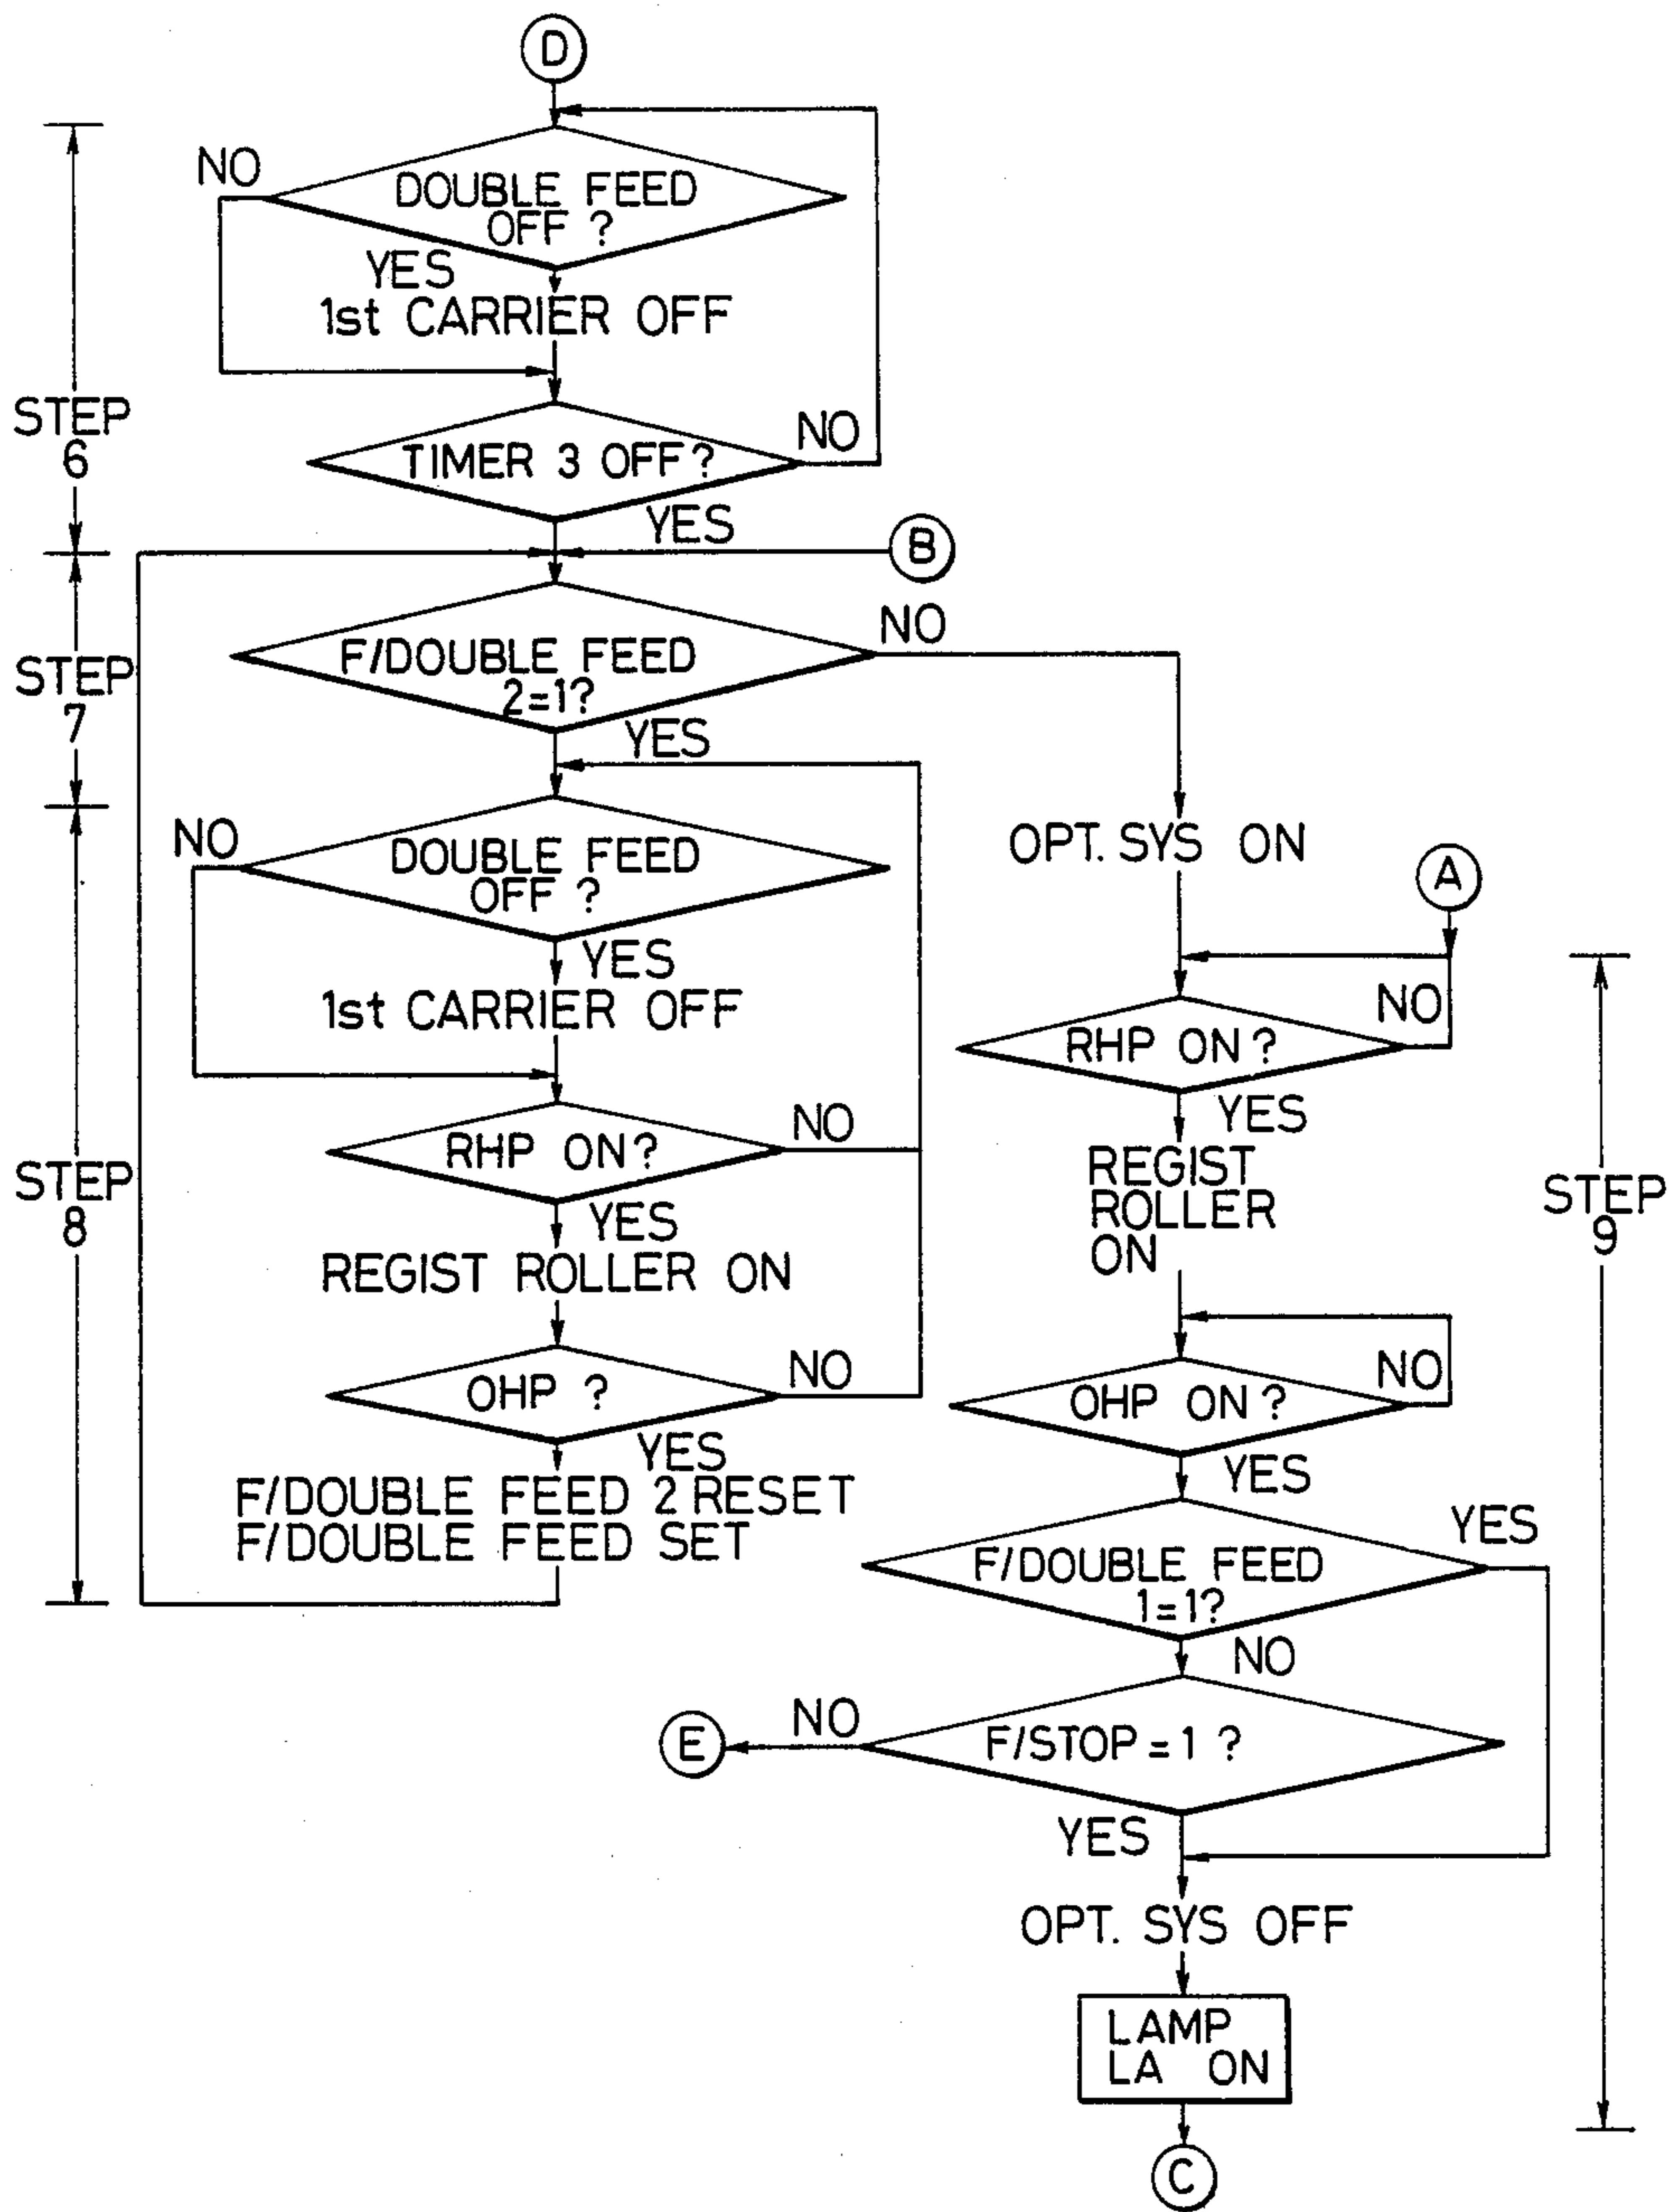 D
NO
DOUBLE FEED
OFF ?
YES
1st CARRIER OFF
STEP
6
TIMER 3 OFF?
NO
YES
B
STEP
7
F/DOUBLE FEED
2=1?
NO
YES
OPT. SYS ON
A
NO
DOUBLE FEED
OFF ?
YES
1st CARRIER OFF
RHP ON?
NO
YES
REGIST
ROLLER
ON
STEP
8
RHP ON?
NO
YES
REGIST ROLLER ON
STEP
9
OHP ?
NO
YES
F/DOUBLE FEED 2 RESET
F/DOUBLE FEED SET
OHP ON?
NO
YES
F/DOUBLE FEED
1=1?
YES
NO
E
NO
F/STOP=1 ?
YES
OPT. SYS OFF
LAMP
LA ON
C